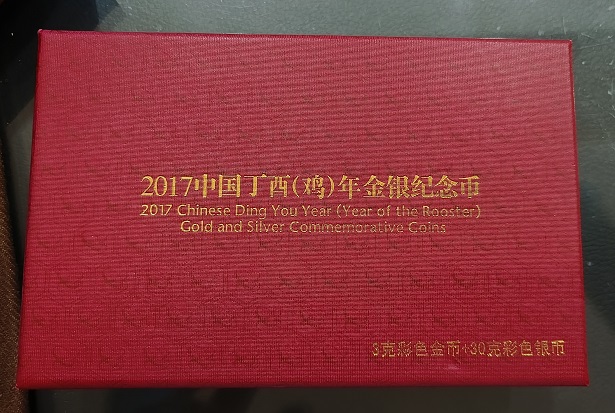 2017中国丁酉(鸡)年金银纪念币
2017 Chinese Ding You Year (Year of the Rooster)
Gold and Silver Commemorative Coins
3克彩色金币+30克彩色银币